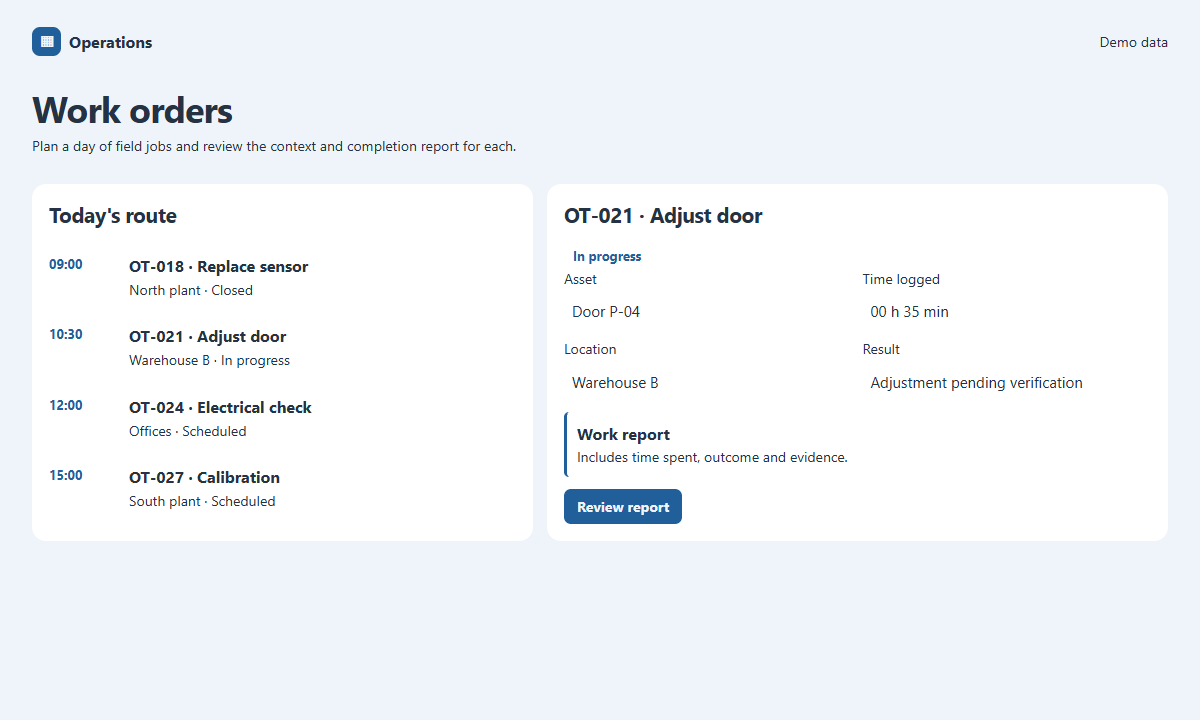 Operations
Demo data
Work orders
Plan a day of field jobs and review the context and completion report for each.
Today's route
09:00
OT-018 · Replace sensor
North plant · Closed
10:30
OT-021 · Adjust door
Warehouse B · In progress
12:00
OT-024 · Electrical check
Offices · Scheduled
15:00
OT-027 · Calibration
South plant · Scheduled
OT-021 · Adjust door
In progress
Asset
Door P-04
Time logged
00 h 35 min
Location
Warehouse B
Result
Adjustment pending verification
Work report
Includes time spent, outcome and evidence.
Review report